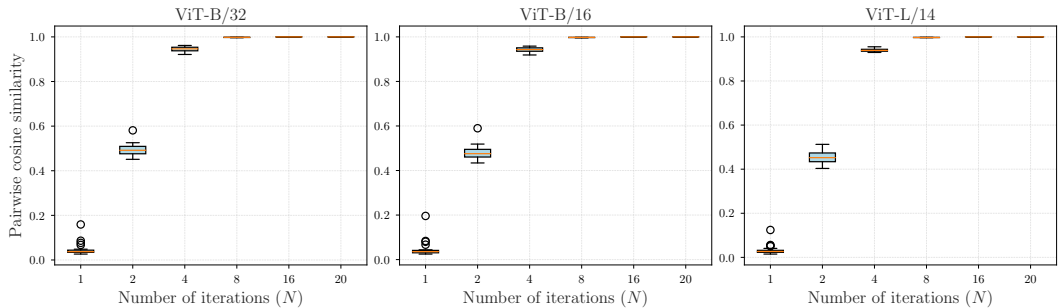 ViT-B/32
ViT-B/16
ViT-L/14
Pairwise cosine similarity
1.0
0.8
0.6
0.4
0.2
0.0
1 2 4 8 16 20
Number of iterations (N)
1.0
0.8
0.6
0.4
0.2
0.0
1 2 4 8 16 20
Number of iterations (N)
1.0
0.8
0.6
0.4
0.2
0.0
1 2 4 8 16 20
Number of iterations (N)